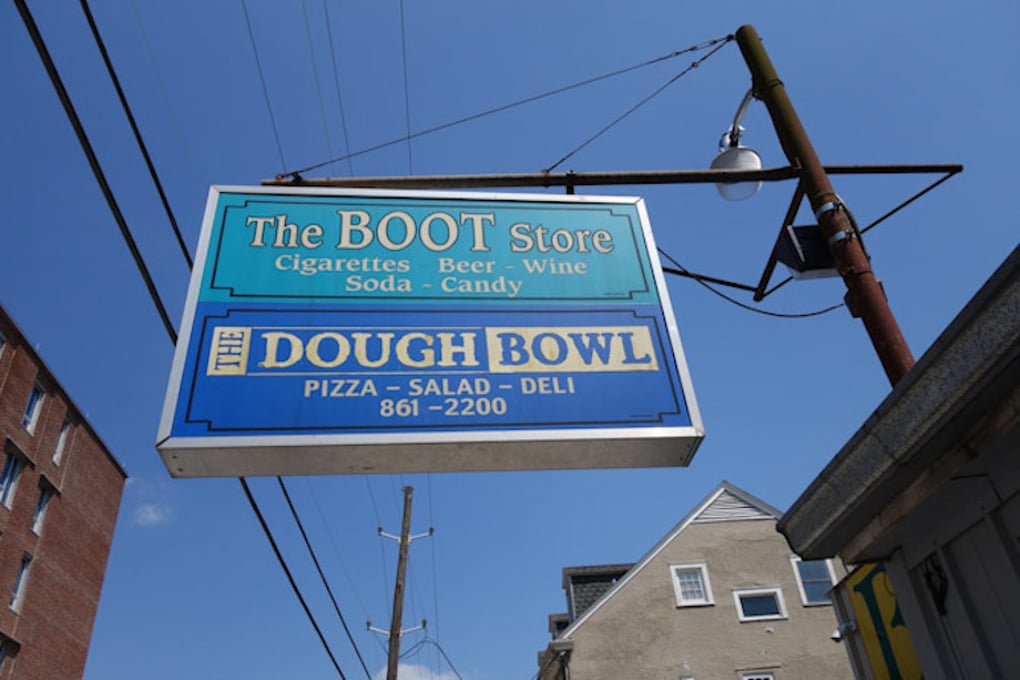 The BOOT Store
Cigarettes - Beer - Wine
Soda - Candy
THE DOUGH BOWL
PIZZA – SALAD – DELI
861–2200